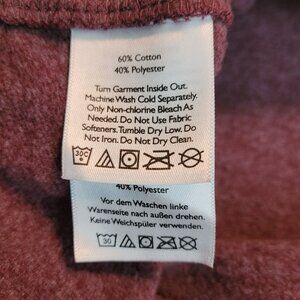 60% Cotton
40% Polyester
Turn Garment Inside Out.
Machine Wash Cold Separately.
Only Non-chlorine Bleach As
Needed. Do Not Use Fabric
Softeners. Tumble Dry Low. Do
Not Iron. Do Not Dry Clean.
30C
40% Polyester
Vor dem Waschen linke
Warenseite nach außen drehen.
Keine Weichspüler verwenden.
30